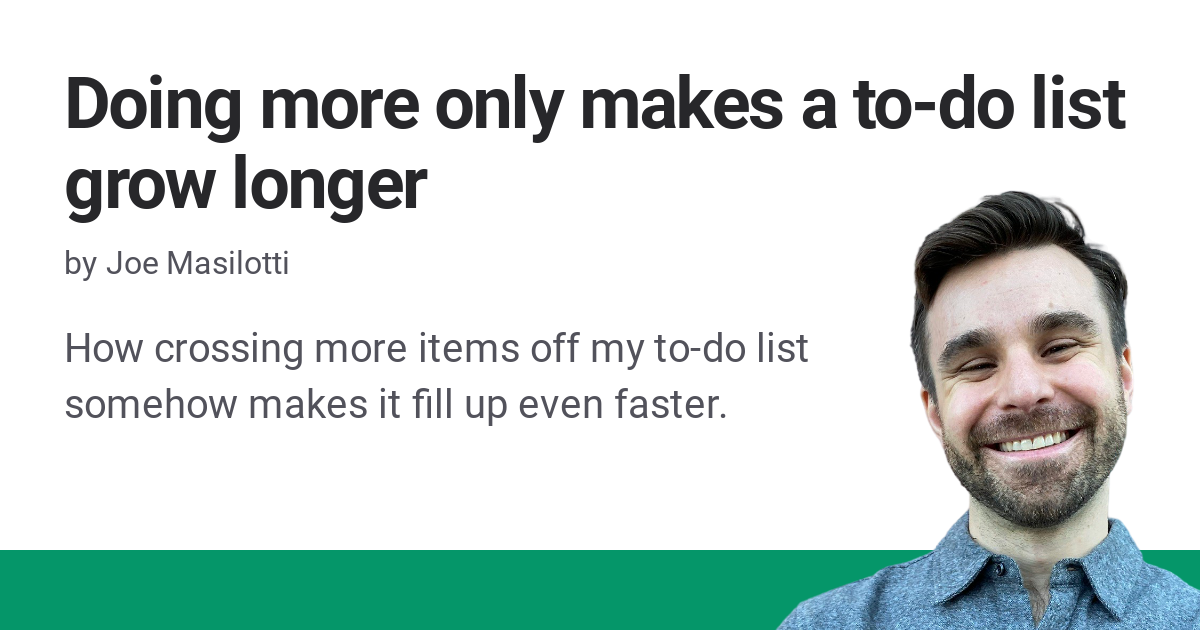 Doing more only makes a to-do list
grow longer
by Joe Masilotti
How crossing more items off my to-do list
somehow makes it fill up even faster.